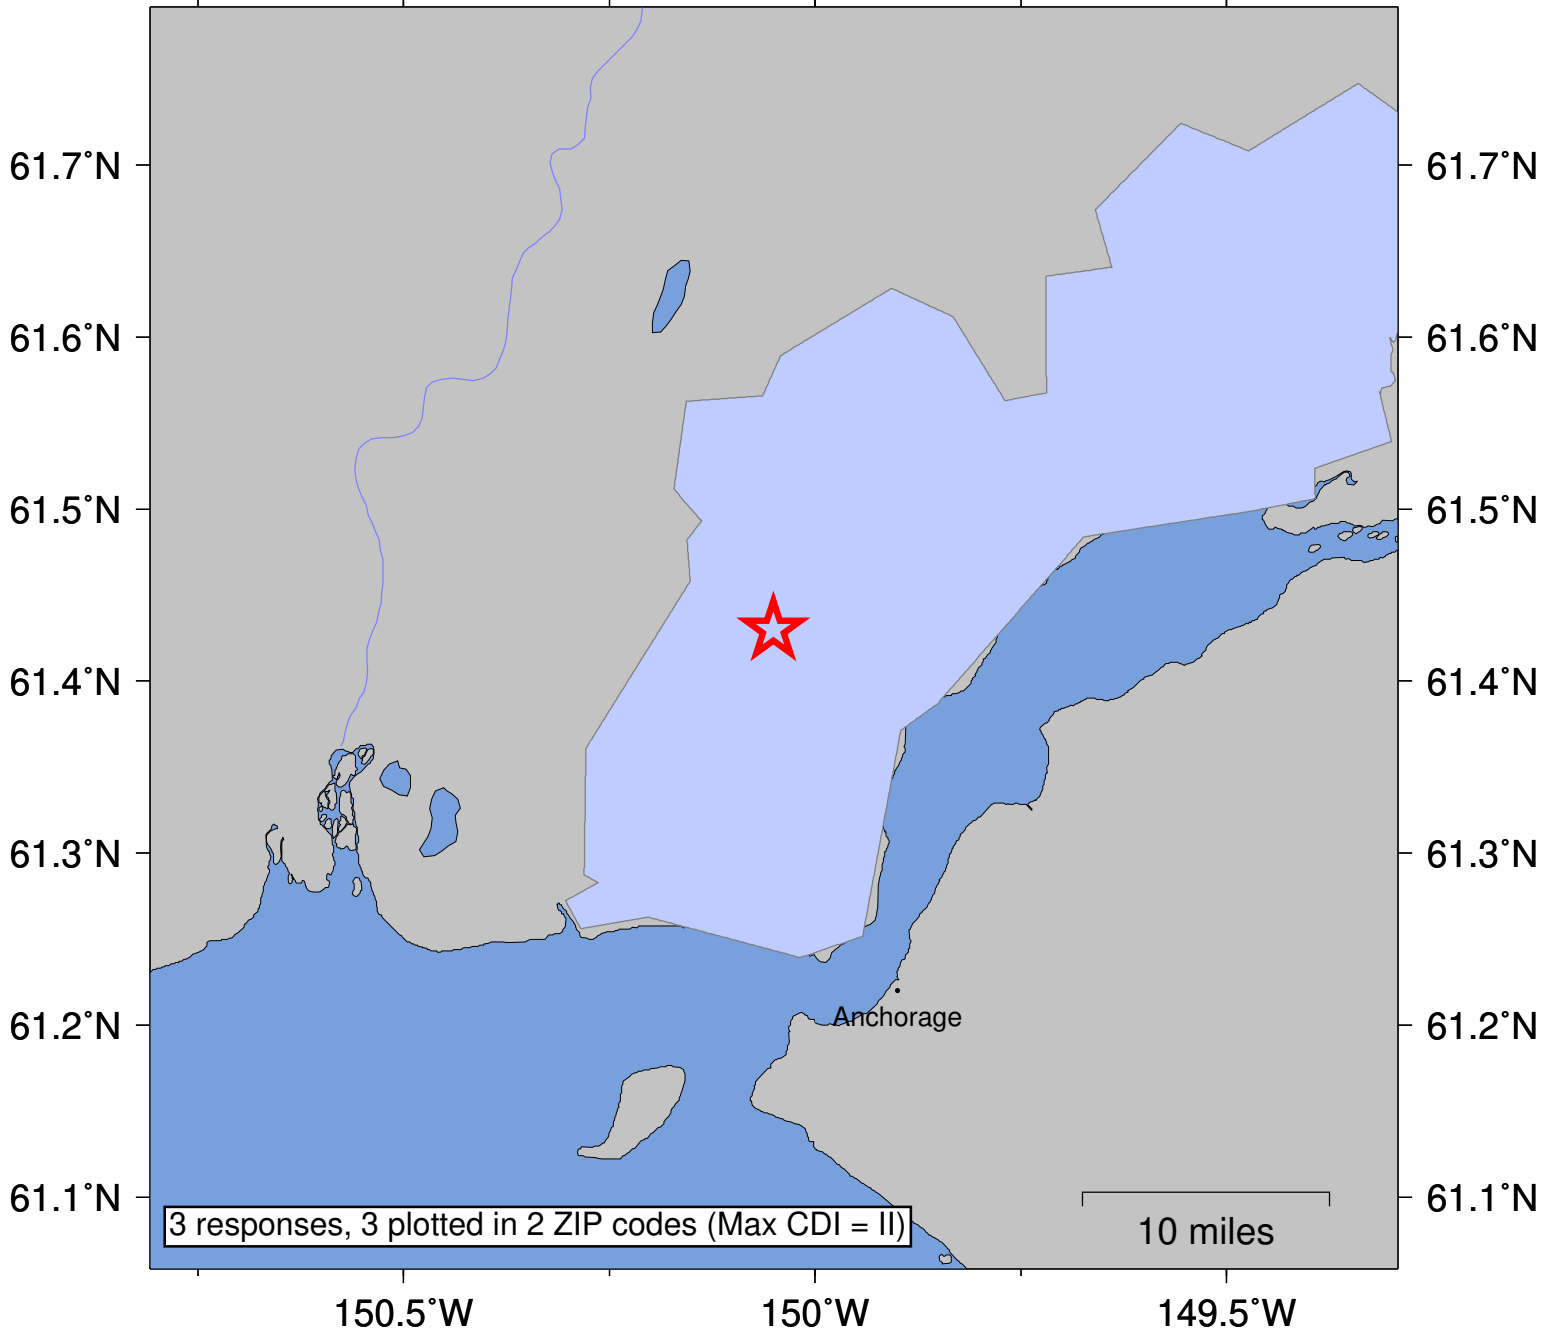 61.7°N 61.7°N
61.6°N 61.6°N
61.5°N 61.5°N
61.4°N 61.4°N
61.3°N 61.3°N
Anchorage
61.2°N 61.2°N
61.1°N 61.1°N
3 responses, 3 plotted in 2 ZIP codes (Max CDI = II)
10 miles
150.5°W 150°W 149.5°W